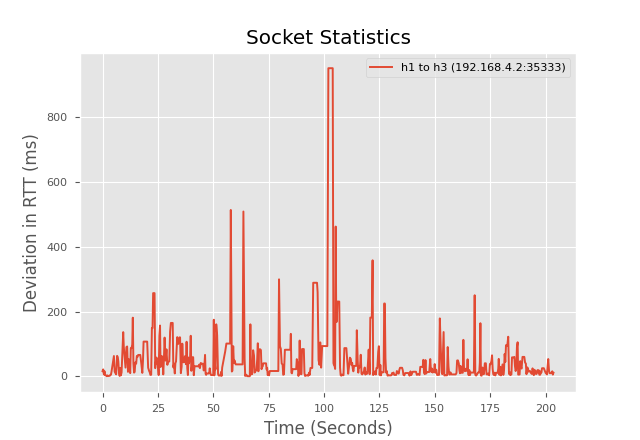 Socket Statistics
h1 to h3 (192.168.4.2:35333)
Deviation in RTT (ms)
800
600
400
200
0
0 25 50 75 100 125 150 175 200
Time (Seconds)